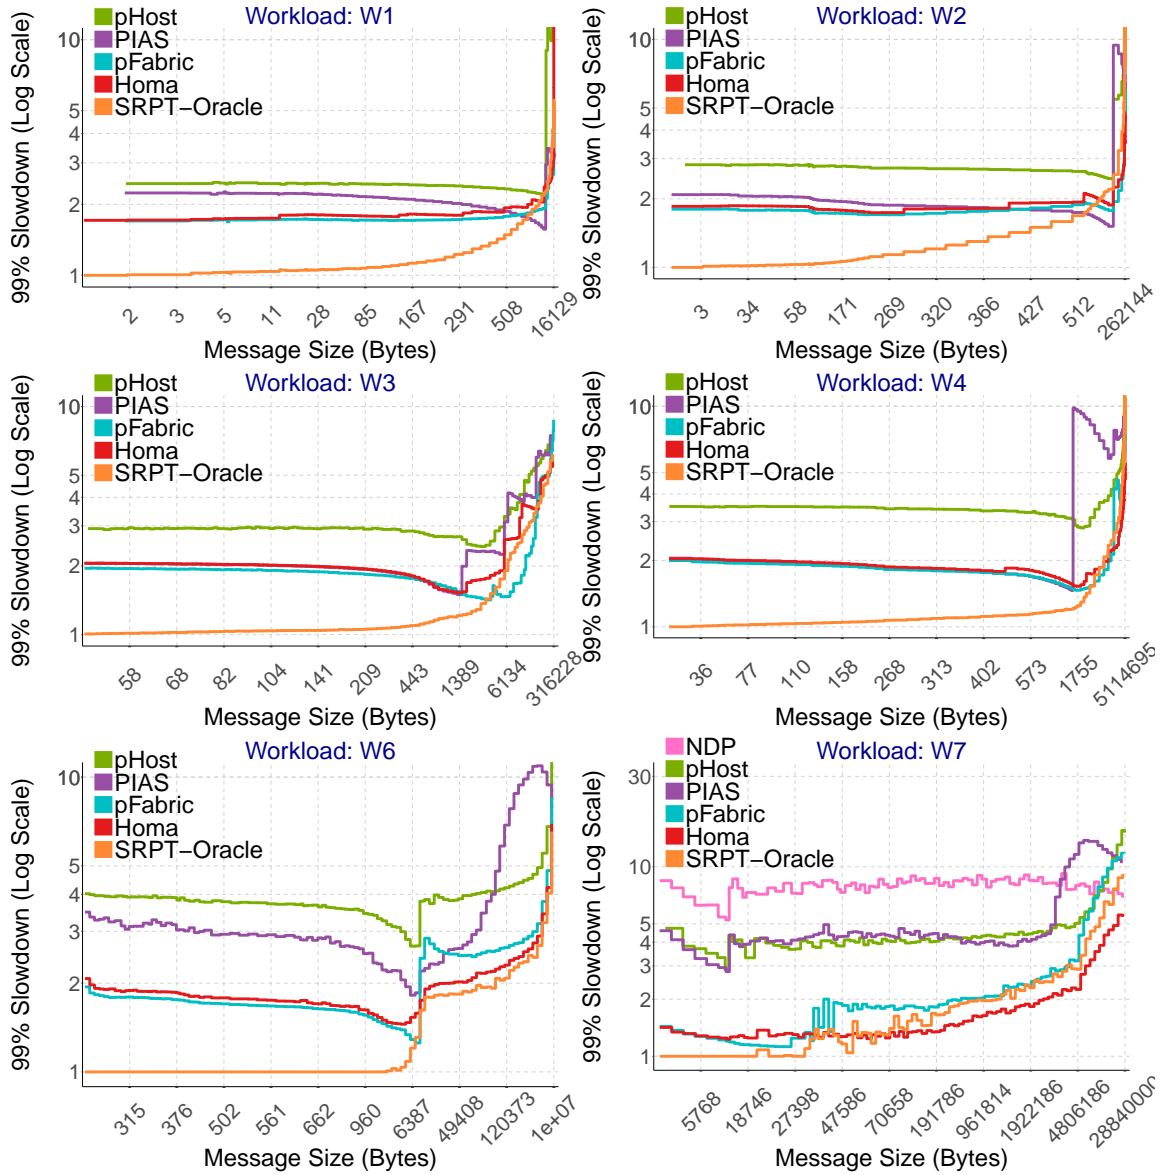 Workload: W1
pHost
PIAS
pFabric
Homa
SRPT−Oracle
99% Slowdown (Log Scale)
10
5
4
3
2
1
2 3 5 11 28 85 167 291 508 16129
Message Size (Bytes)
Workload: W2
pHost
PIAS
pFabric
Homa
SRPT−Oracle
99% Slowdown (Log Scale)
10
5
4
3
2
1
3 34 58 171 269 320 366 427 512 262144
Message Size (Bytes)
Workload: W3
pHost
PIAS
pFabric
Homa
SRPT−Oracle
99% Slowdown (Log Scale)
10
5
4
3
2
1
58 68 82 104 141 209 443 1389 6134 316228
Message Size (Bytes)
Workload: W4
pHost
PIAS
pFabric
Homa
SRPT−Oracle
99% Slowdown (Log Scale)
10
5
4
3
2
1
36 77 110 158 268 313 402 573 1755 5114695
Message Size (Bytes)
Workload: W6
pHost
PIAS
pFabric
Homa
SRPT−Oracle
99% Slowdown (Log Scale)
10
5
4
3
2
1
315 376 502 561 662 960 6387 49408 120373 1e+07
Message Size (Bytes)
Workload: W7
NDP
pHost
PIAS
pFabric
Homa
SRPT−Oracle
99% Slowdown (Log Scale)
30
10
5
4
3
2
1
5768 18746 27398 47586 70658 191786 961814 1922186 4806186 28840000
Message Size (Bytes)